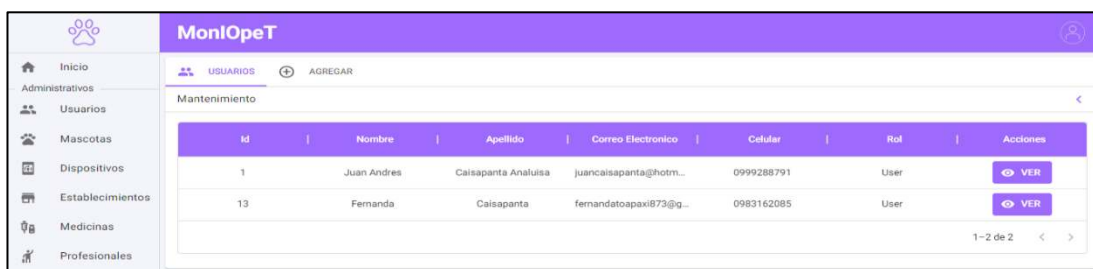 MonIOpeT
Inicio
Administrativos
Usuarios
Mascotas
Dispositivos
Establecimientos
Medicinas
Profesionales
USUARIOS AGREGAR
Mantenimiento
Id Nombre Apellido Correo Electronico Celular Rol Acciones
1 Juan Andres Caisapanta Analuisa juancaisapanta@hotm... 0999288791 User VER
13 Fernanda Caisapanta fernandatoapaxi873@g... 0983162085 User VER
1–2 de 2